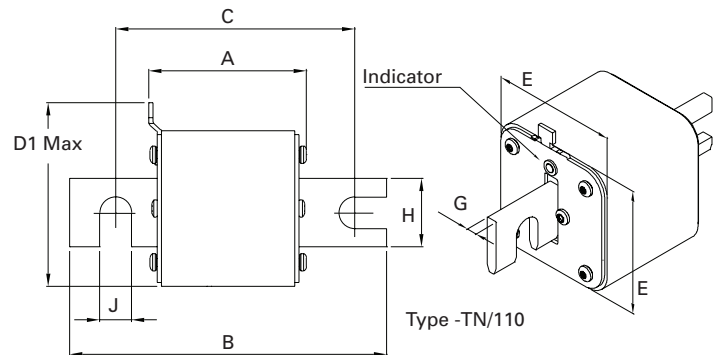 C
A
Indicator
E
D1 Max
G
H
E
J
Type -TN/110
B